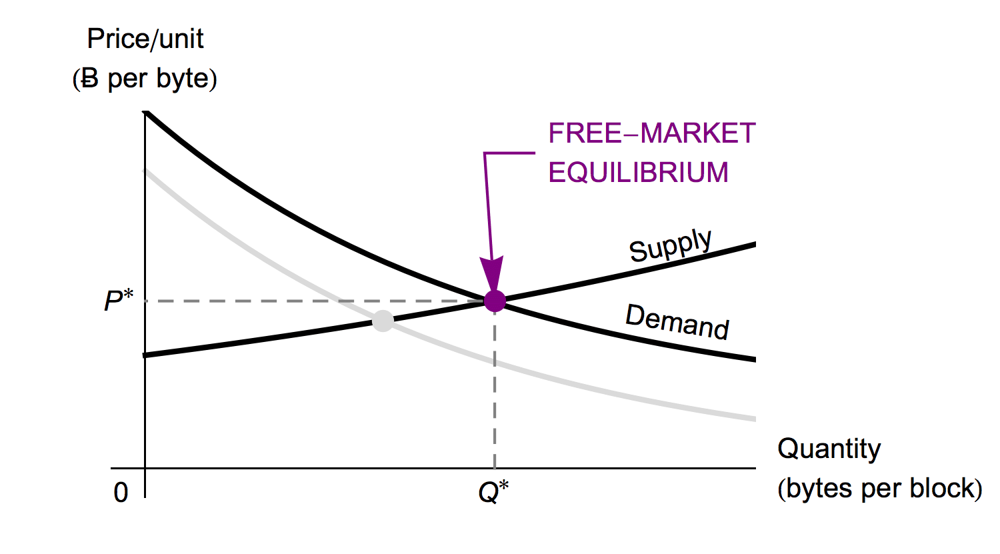 Price/unit
(Ƀ per byte)
FREE–MARKET
EQUILIBRIUM
Supply
P*
Demand
Quantity
(bytes per block)
0
Q*